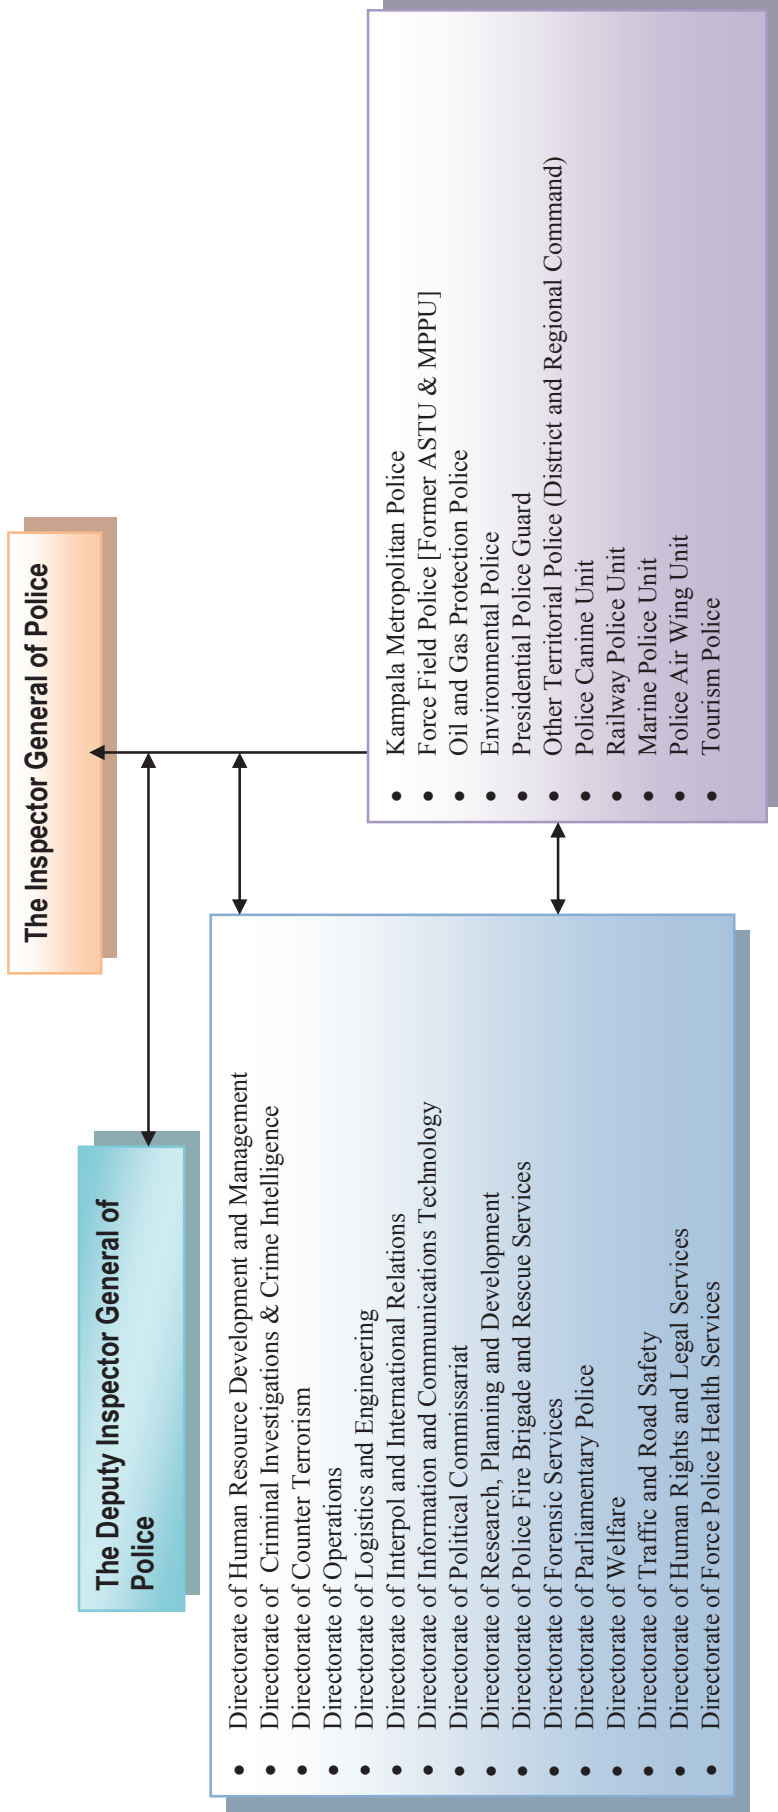 The Inspector General of Police
The Deputy Inspector General of
Police
• Directorate of Human Resource Development and Management
• Directorate of Criminal Investigations & Crime Intelligence
• Directorate of Counter Terrorism
• Directorate of Operations
• Directorate of Logistics and Engineering
• Directorate of Interpol and International Relations
• Directorate of Information and Communications Technology
• Directorate of Political Commissariat
• Directorate of Research, Planning and Development
• Directorate of Police Fire Brigade and Rescue Services
• Directorate of Forensic Services
• Directorate of Parliamentary Police
• Directorate of Welfare
• Directorate of Traffic and Road Safety
• Directorate of Human Rights and Legal Services
• Directorate of Force Police Health Services
• Kampala Metropolitan Police
• Force Field Police [Former ASTU & MPPU]
• Oil and Gas Protection Police
• Environmental Police
• Presidential Police Guard
• Other Territorial Police (District and Regional Command)
• Police Canine Unit
• Railway Police Unit
• Marine Police Unit
• Police Air Wing Unit
• Tourism Police